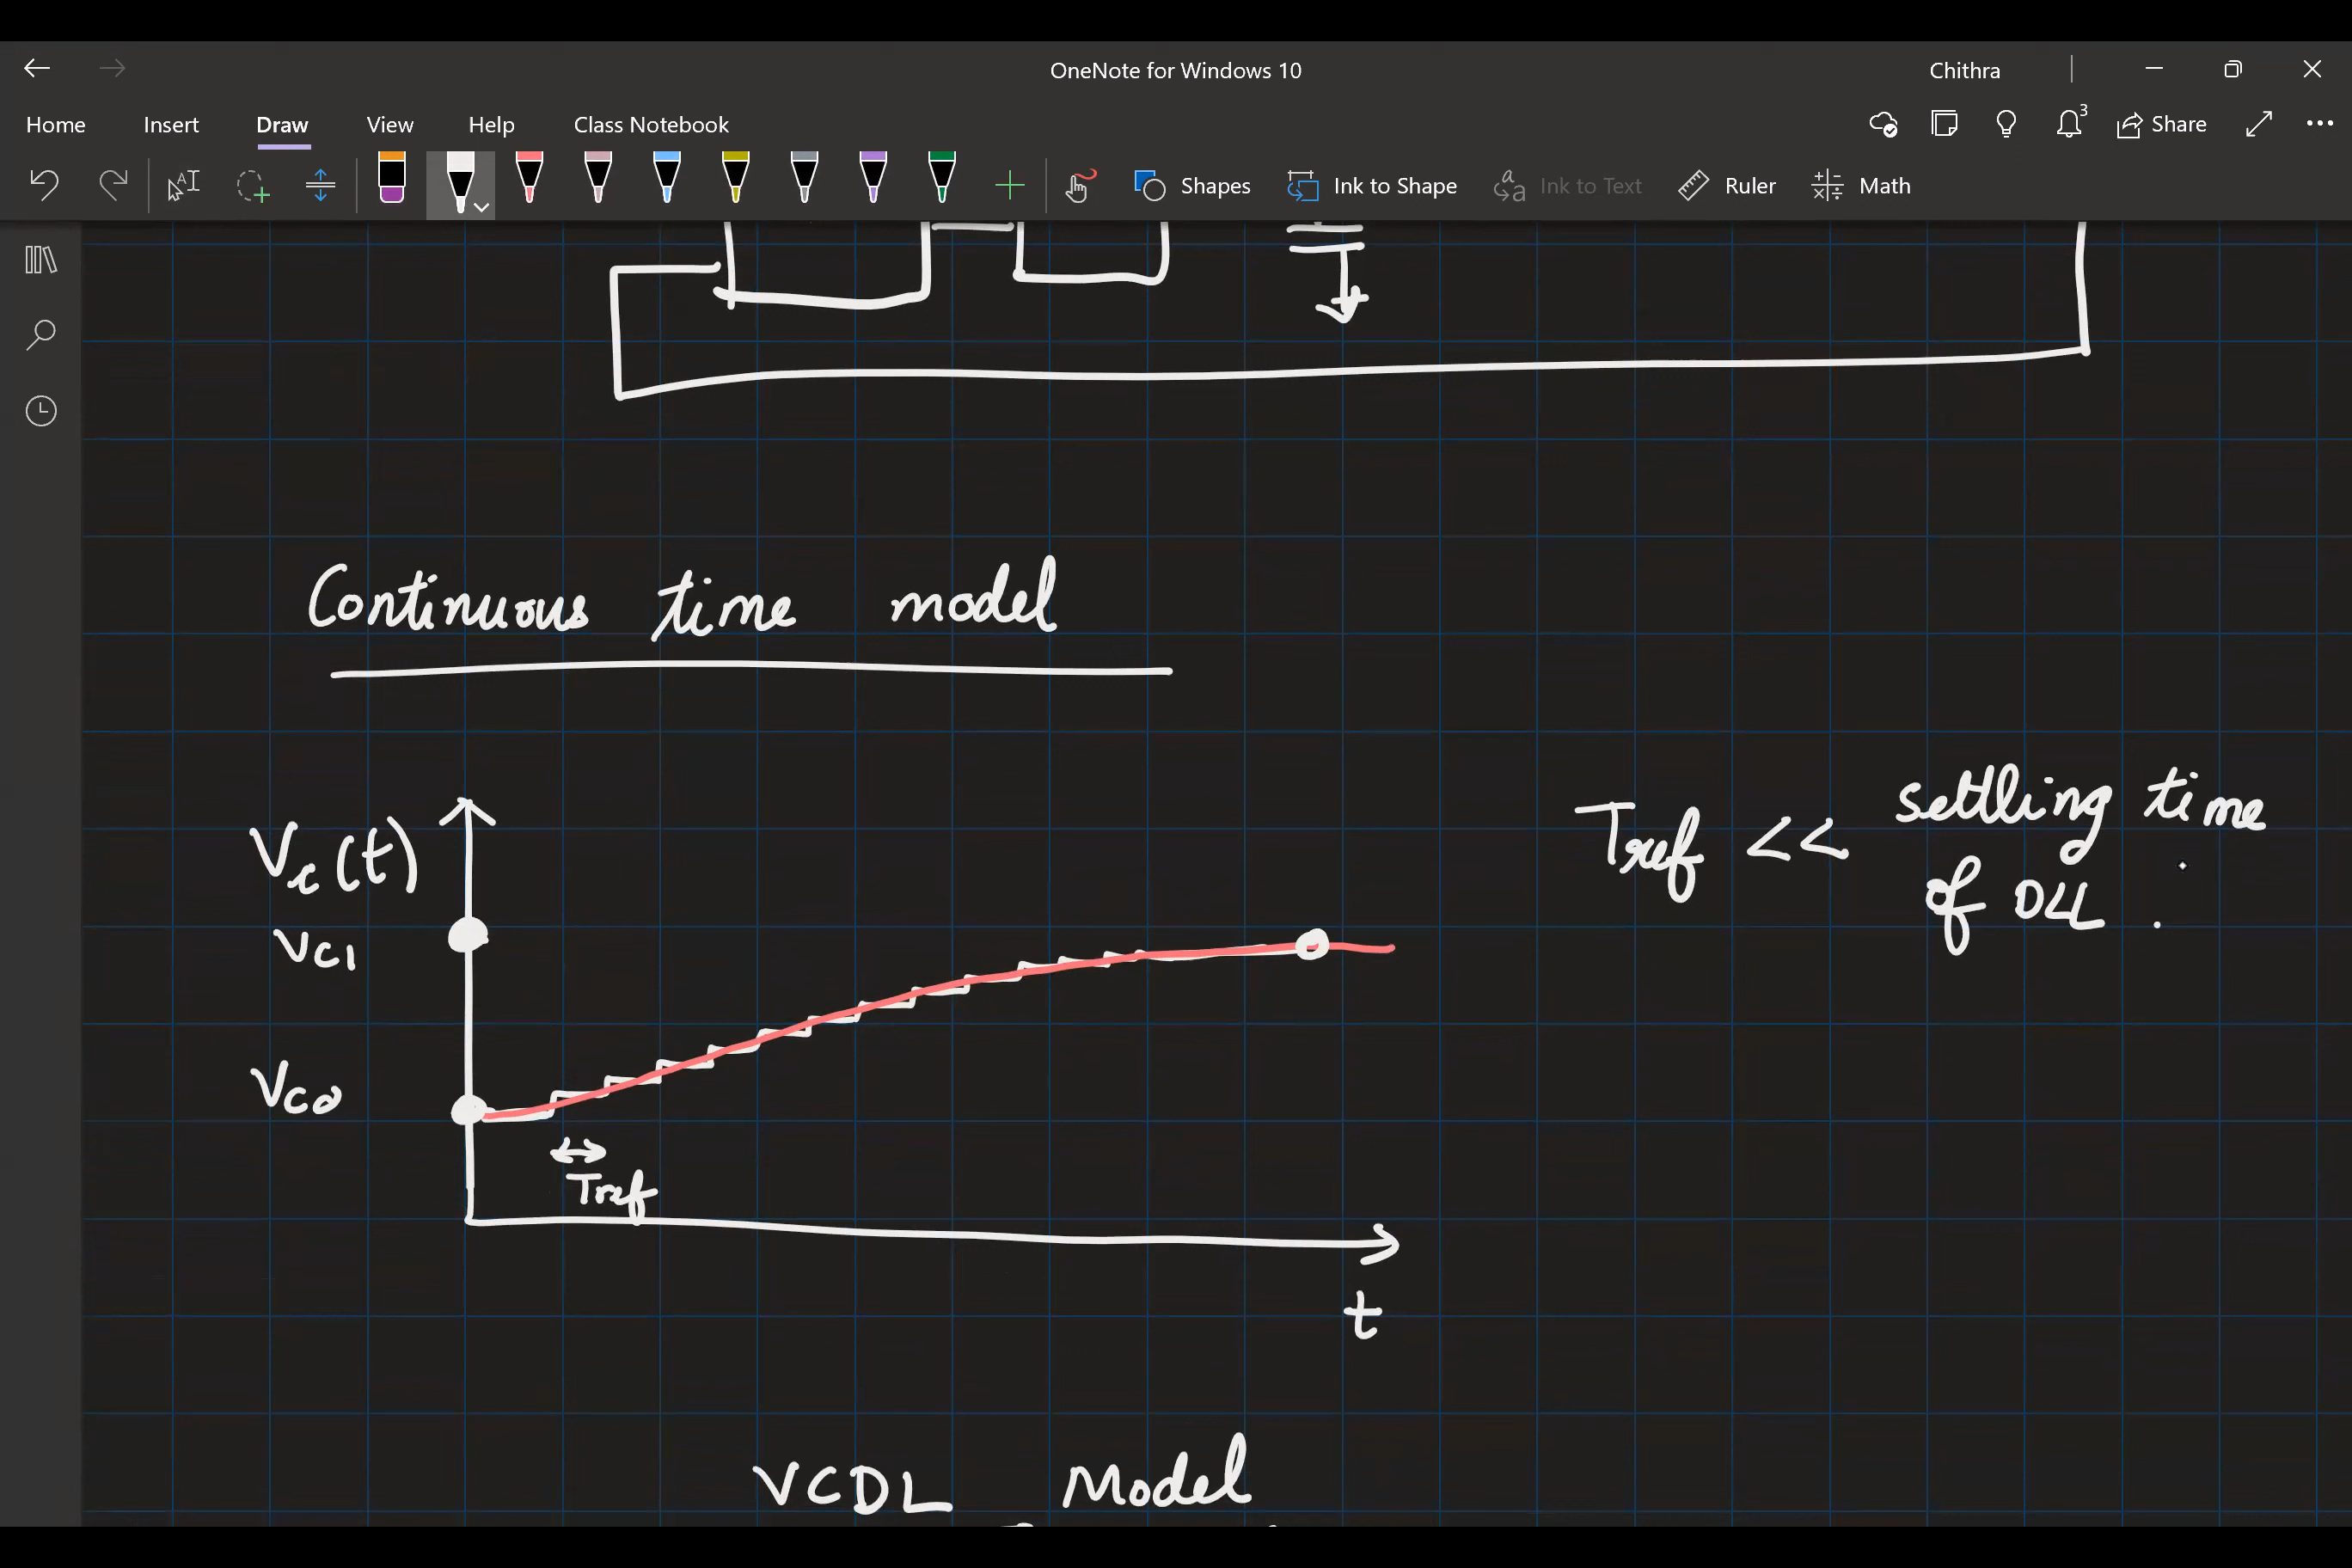 OneNote for Windows 10
Chithra
Home Insert Draw View Help Class Notebook
3
Share
Shapes Ink to Shape Ink to Text Ruler Math
Continuous time model
Vc(t)
VC1
VC0
Tref
t
Tref << settling time
of DLL .
VCDL Model